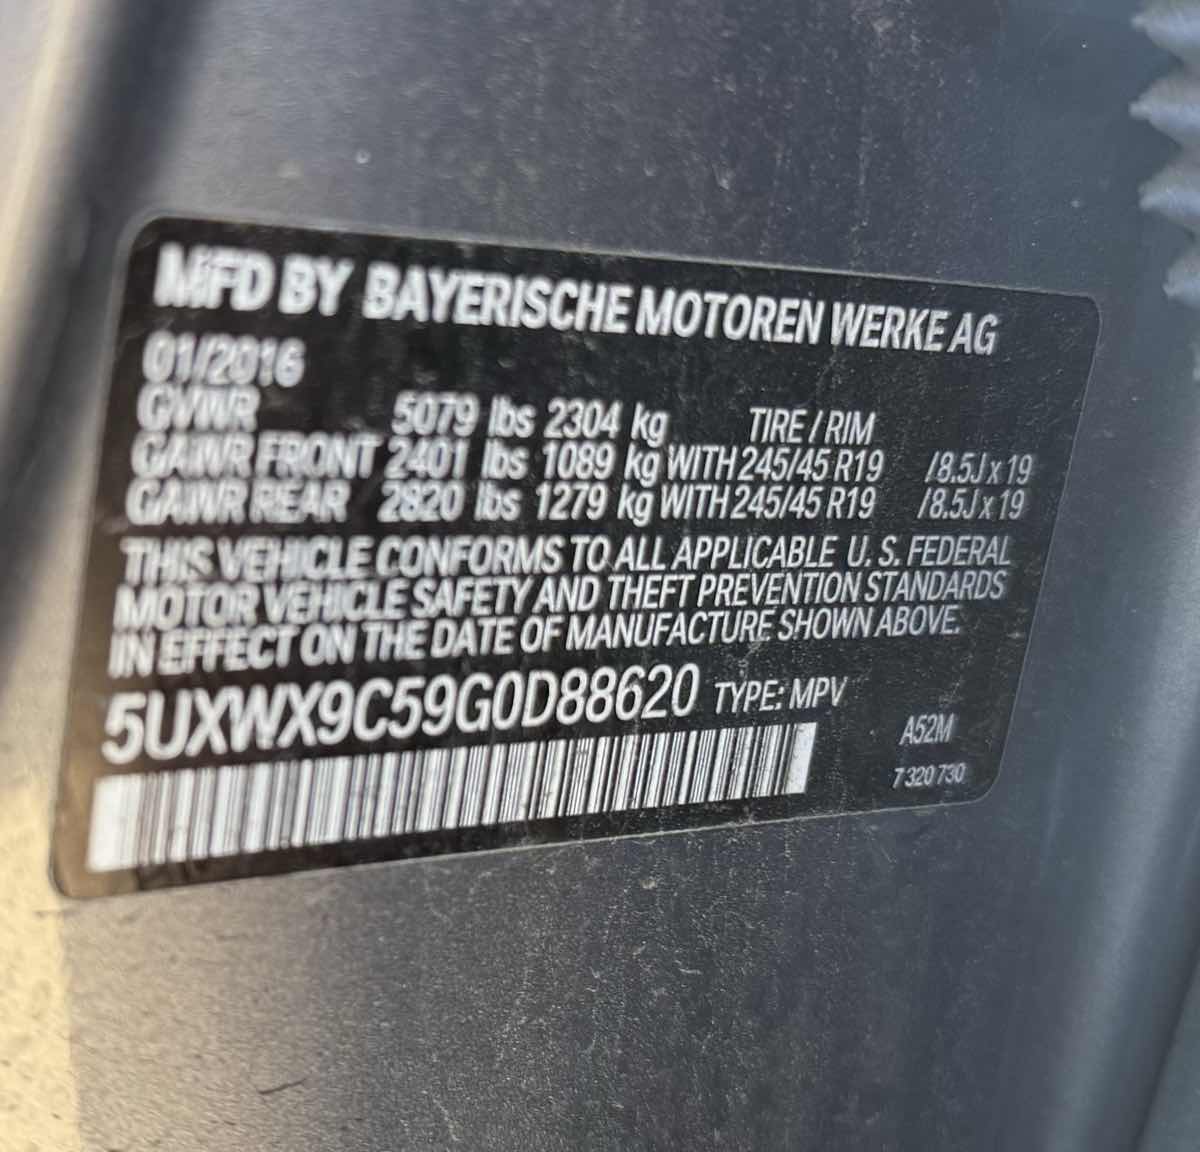 MFD BY BAYERISCHE MOTOREN WERKE AG
01/2016
GVWR 5079 lbs 2304 kg TIRE / RIM
GAWR FRONT 2401 lbs 1089 kg WITH 245/45 R19 /8.5J x 19
GAWR REAR 2820 lbs 1279 kg WITH 245/45 R19 /8.5J x 19
THIS VEHICLE CONFORMS TO ALL APPLICABLE U. S. FEDERAL
MOTOR VEHICLE SAFETY AND THEFT PREVENTION STANDARDS
IN EFFECT ON THE DATE OF MANUFACTURE SHOWN ABOVE.
5UXWX9C59G0D88620 TYPE: MPV
A52M
7 320 730